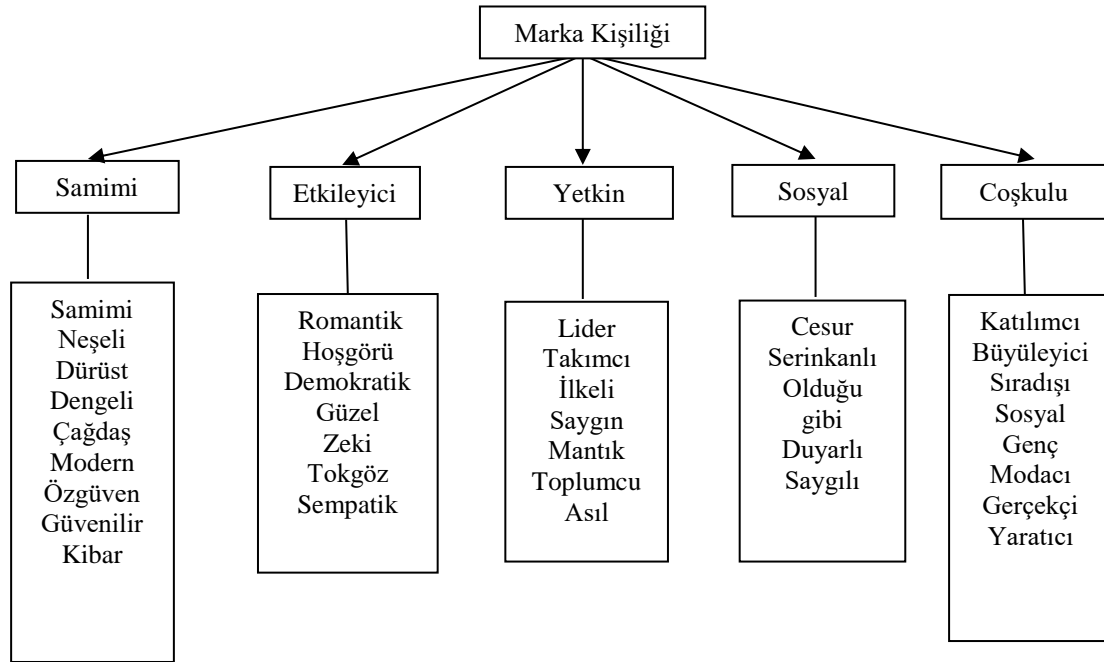 Marka Kişiliği
Samimi
Etkileyici
Yetkin
Sosyal
Coşkulu
Samimi
Neşeli
Dürüst
Dengeli
Çağdaş
Modern
Özgüven
Güvenilir
Kibar
Romantik
Hoşgörü
Demokratik
Güzel
Zeki
Tokgöz
Sempatik
Lider
Takımcı
İlkeli
Saygın
Mantık
Toplumcu
Asıl
Cesur
Serinkanlı
Olduğu
gibi
Duyarlı
Saygılı
Katılımcı
Büyüleyici
Sıradışı
Sosyal
Genç
Modacı
Gerçekçi
Yaratıcı